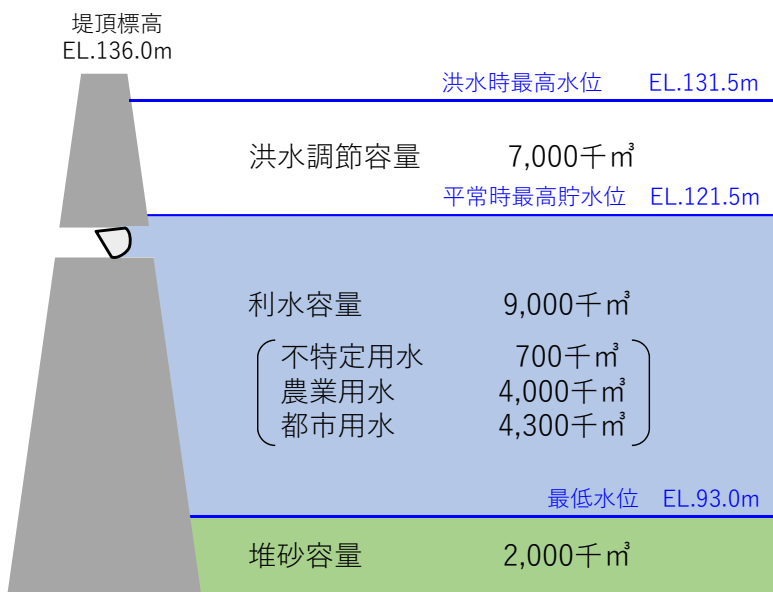 堤頂標高
EL.136.0m
洪水時最高水位 EL.131.5m
洪水調節容量 7,000千㎥
平常時最高貯水位 EL.121.5m
利水容量 9,000千㎥
不特定用水 700千㎥
農業用水 4,000千㎥
都市用水 4,300千㎥
最低水位 EL.93.0m
堆砂容量 2,000千㎥